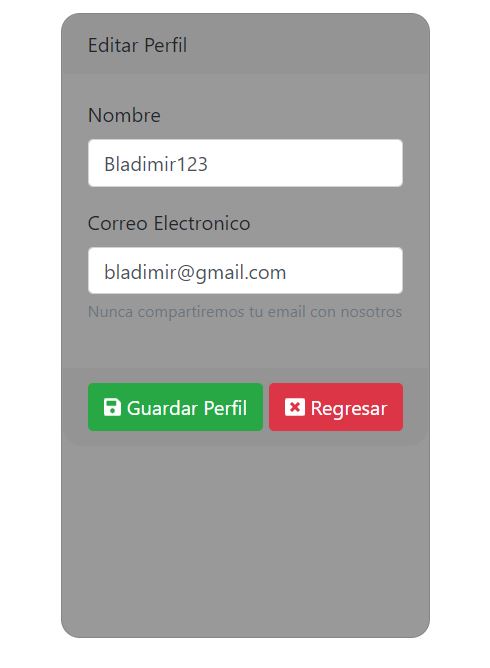 Editar Perfil
Nombre
Bladimir123
Correo Electronico
bladimir@gmail.com
Nunca compartiremos tu email con nosotros
Guardar Perfil
Regresar